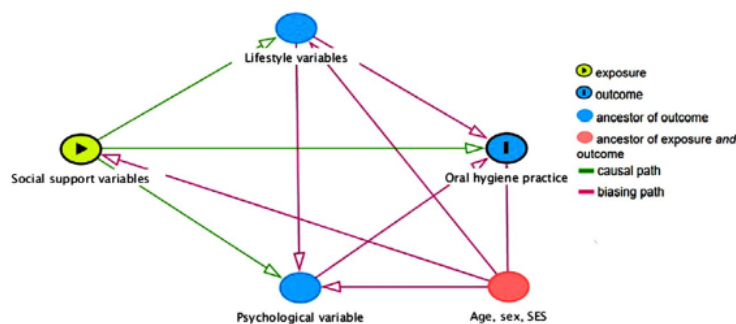 Lifestyle variables
Social support variables
Oral hygiene practice
Psychological variable
Age, sex, SES
exposure
outcome
ancestor of outcome
ancestor of exposure and
outcome
causal path
biasing path